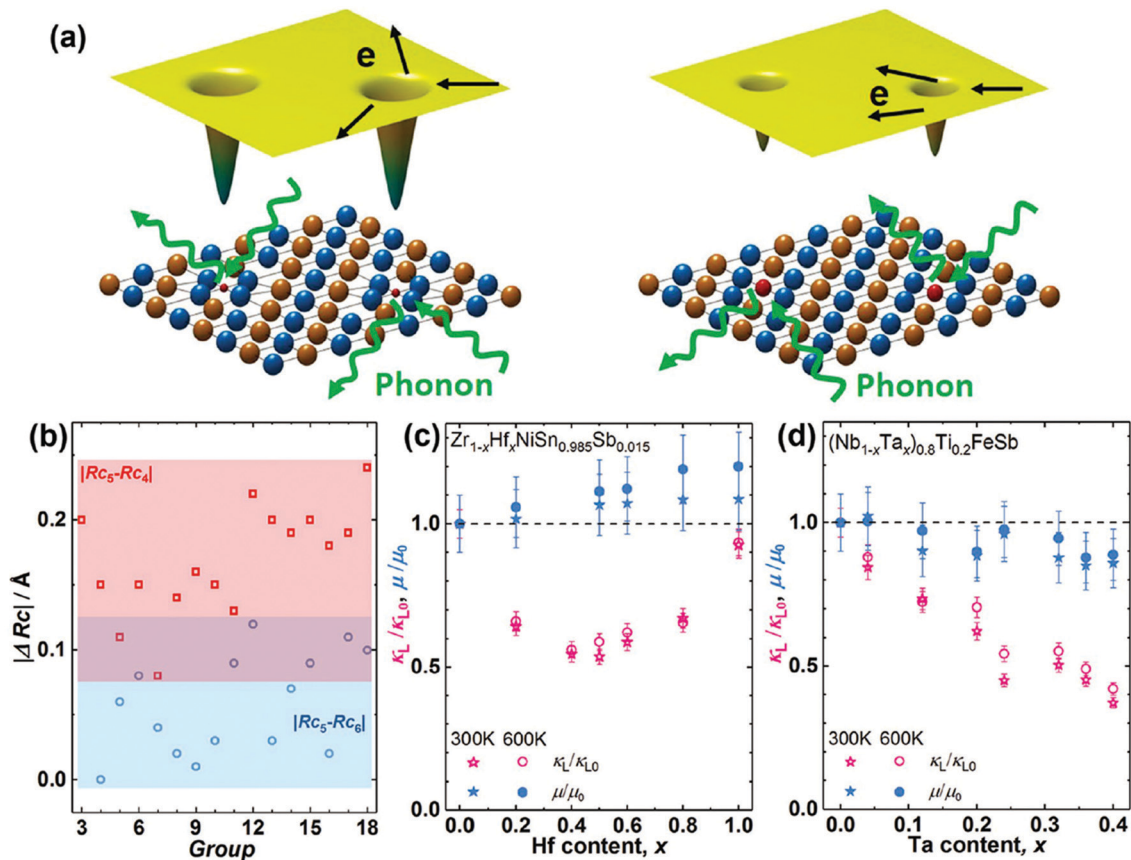 (a)
e
e
Phonon
Phonon
(b)
|Rc₅-Rc₄|
|Rc₅-Rc₆|
|ΔRc| / Å
0.2
0.1
0.0
3 6 9 12 15 18
Group
(c)
Zr₁₋ₓHfₓNiSn₀.₉₈₅Sb₀.₀₁₅
κL/κL0, μ/μ₀
1.0
0.5
0.0
300K 600K
κL/κL0
μ/μ₀
0.0 0.2 0.4 0.6 0.8 1.0
Hf content, x
(d)
(Nb₁₋ₓTaₓ)₀.₈Ti₀.₂FeSb
κL/κL0, μ/μ₀
1.0
0.5
0.0
300K 600K
κL/κL0
μ/μ₀
0.0 0.1 0.2 0.3 0.4
Ta content, x